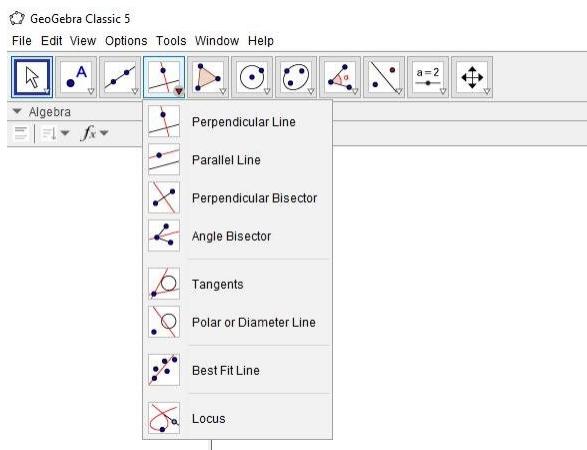 GeoGebra Classic 5
File Edit View Options Tools Window Help
A
α
a=2
Algebra
fx
Perpendicular Line
Parallel Line
Perpendicular Bisector
Angle Bisector
Tangents
Polar or Diameter Line
Best Fit Line
Locus